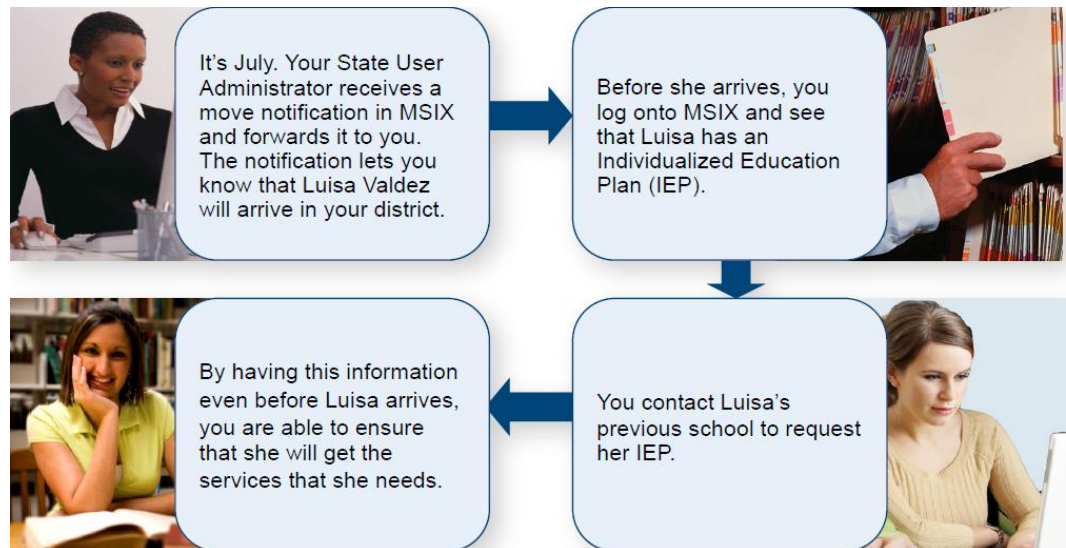 It’s July. Your State User
Administrator receives a
move notification in MSIX
and forwards it to you.
The notification lets you
know that Luisa Valdez
will arrive in your district.
Before she arrives, you
log onto MSIX and see
that Luisa has an
Individualized Education
Plan (IEP).
You contact Luisa’s
previous school to request
her IEP.
By having this information
even before Luisa arrives,
you are able to ensure
that she will get the
services that she needs.